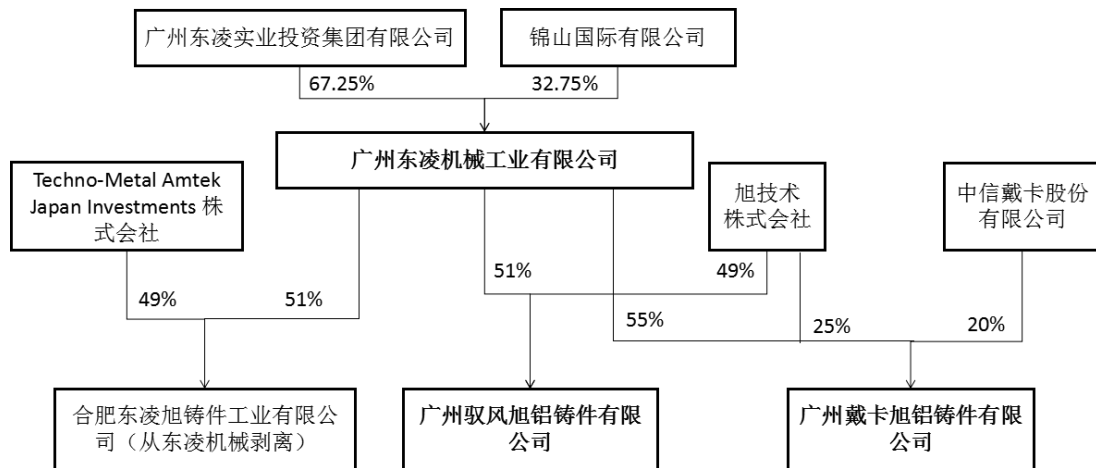 广州东凌实业投资集团有限公司
锦山国际有限公司
67.25%
32.75%
广州东凌机械工业有限公司
Techno-Metal Amtek
Japan Investments 株
式会社
旭技术
株式会社
中信戴卡股份
有限公司
49%
51%
51%
49%
55%
25%
20%
合肥东凌旭铸件工业有限公
司（从东凌机械剥离）
广州驭风旭铝铸件有限
公司
广州戴卡旭铝铸件有限
公司